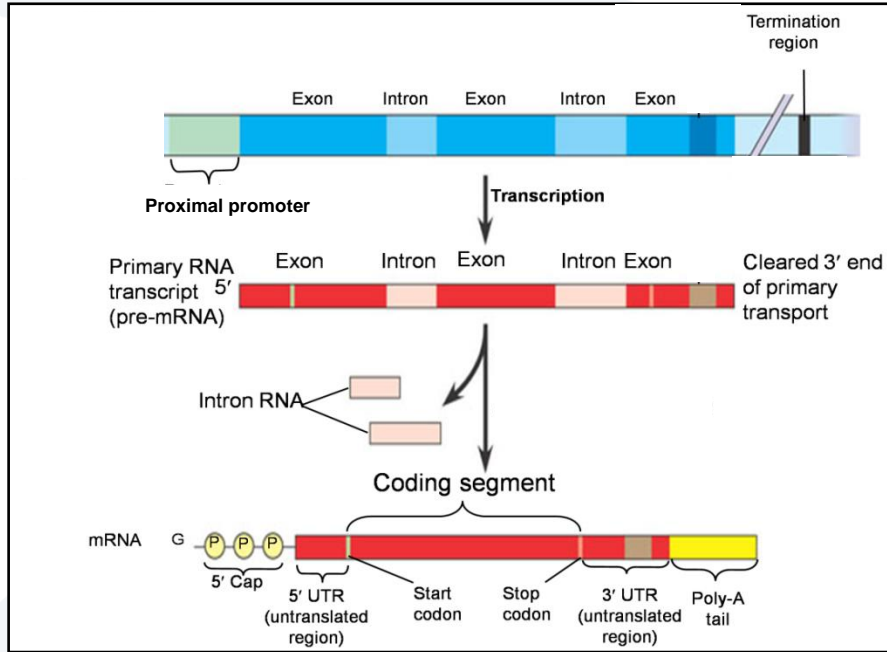 Termination
region
Exon Intron Exon Intron Exon
Proximal promoter
Transcription
Primary RNA
transcript
(pre-mRNA)
5′
Exon Intron Exon Intron Exon
Cleared 3′ end
of primary
transport
Intron RNA
Coding segment
mRNA G P P P
5′ Cap
5′ UTR
(untranslated
region)
Start
codon
Stop
codon
3′ UTR
(untranslated
region)
Poly-A
tail